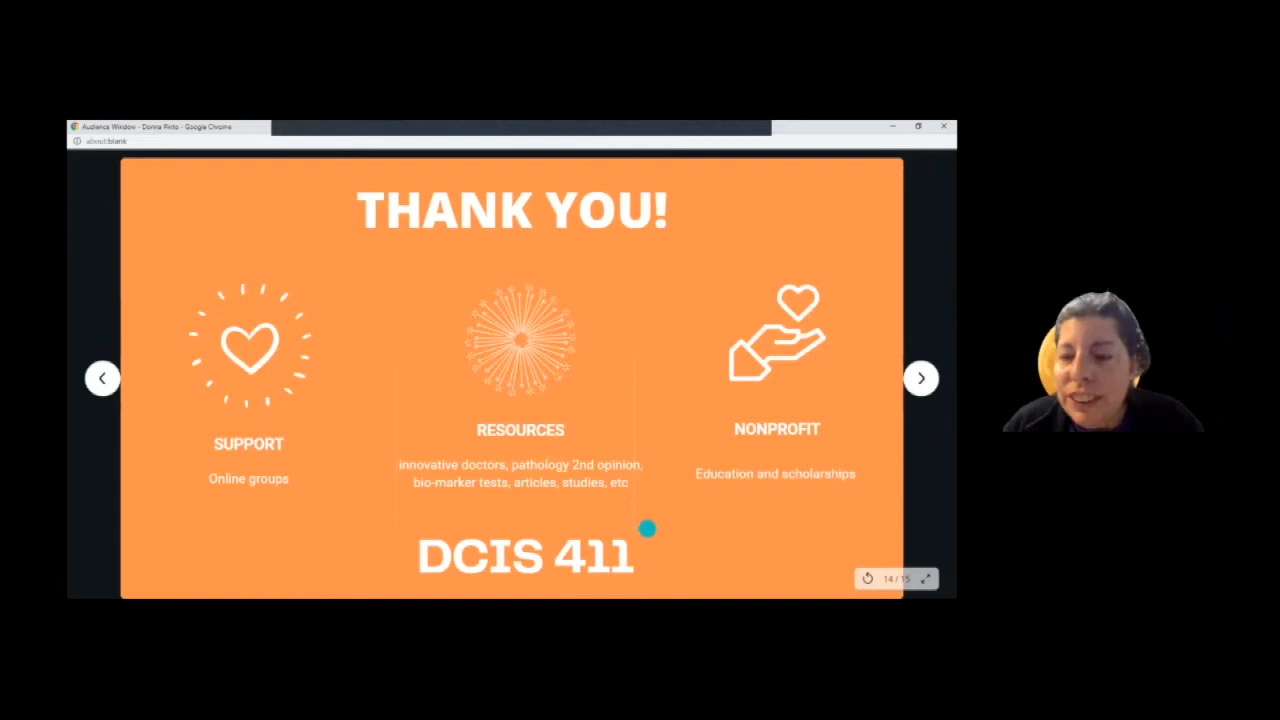 Audience Window - Donna Pinto - Google Chrome
about:blank
THANK YOU!
SUPPORT
Online groups
RESOURCES
innovative doctors, pathology 2nd opinion,
bio-marker tests, articles, studies, etc
NONPROFIT
Education and scholarships
DCIS 411
14 / 15